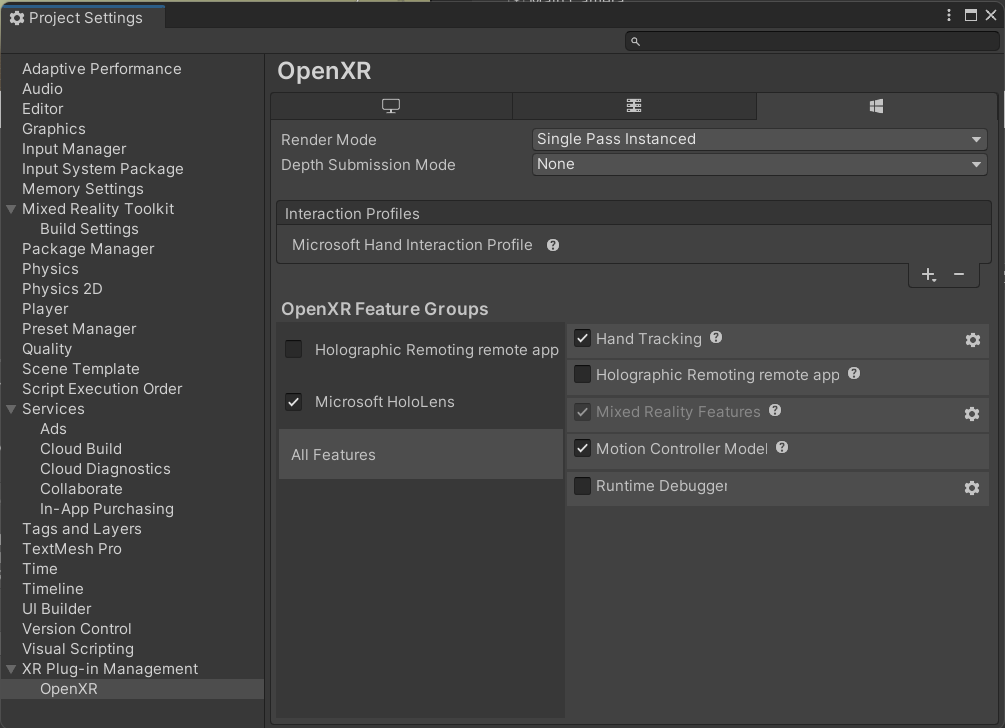 Project Settings
Adaptive Performance
Audio
Editor
Graphics
Input Manager
Input System Package
Memory Settings
Mixed Reality Toolkit
Build Settings
Package Manager
Physics
Physics 2D
Player
Preset Manager
Quality
Scene Template
Script Execution Order
Services
Ads
Cloud Build
Cloud Diagnostics
Collaborate
In-App Purchasing
Tags and Layers
TextMesh Pro
Time
Timeline
UI Builder
Version Control
Visual Scripting
XR Plug-in Management
OpenXR
OpenXR
Render Mode Single Pass Instanced
Depth Submission Mode None
Interaction Profiles
Microsoft Hand Interaction Profile
OpenXR Feature Groups
Holographic Remoting remote app
Microsoft HoloLens
All Features
Hand Tracking
Holographic Remoting remote app
Mixed Reality Features
Motion Controller Model
Runtime Debugger